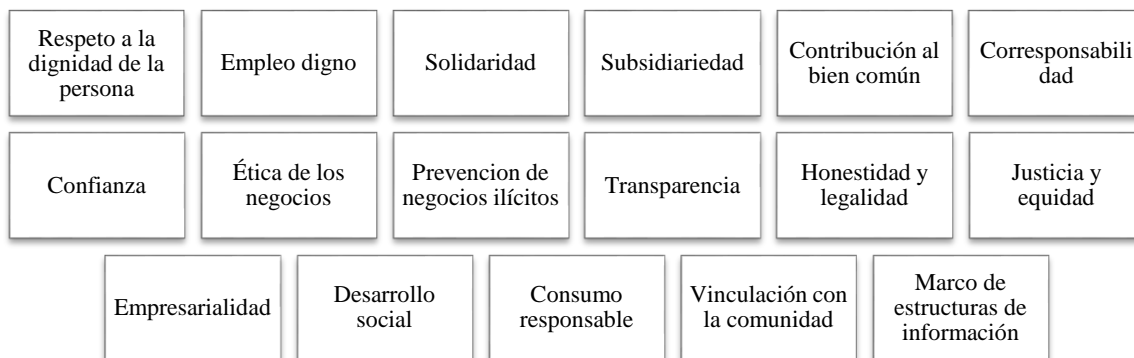 Respeto a la
dignidad de la
persona
Empleo digno
Solidaridad
Subsidiariedad
Contribución al
bien común
Corresponsabili
dad
Confianza
Ética de los
negocios
Prevencion de
negocios ilícitos
Transparencia
Honestidad y
legalidad
Justicia y
equidad
Empresarialidad
Desarrollo
social
Consumo
responsable
Vinculación con
la comunidad
Marco de
estructuras de
información